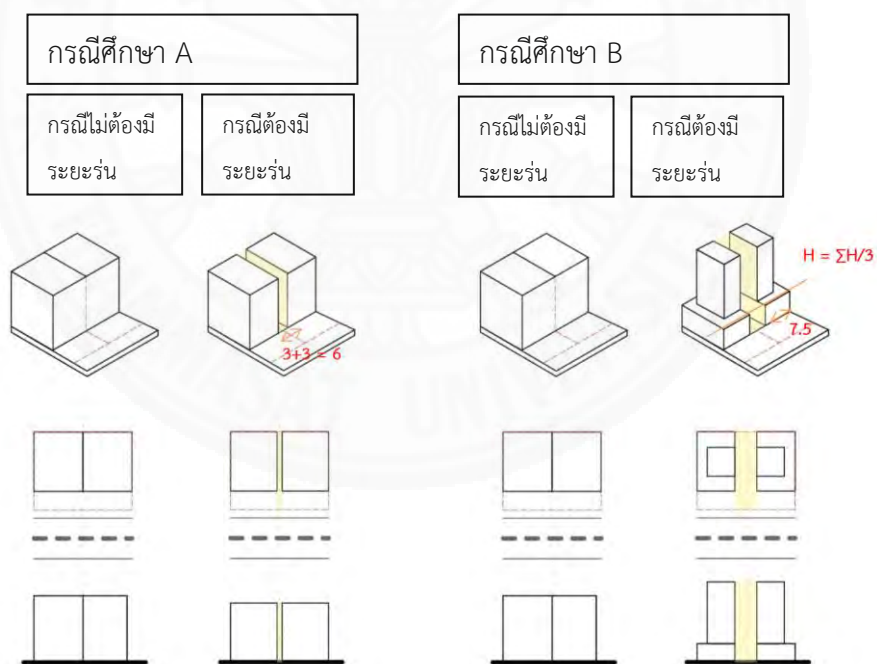 กรณีศึกษา A
กรณีศึกษา B
กรณีไม่ต้องมี
ระยะร่น
กรณีต้องมี
ระยะร่น
กรณีไม่ต้องมี
ระยะร่น
กรณีต้องมี
ระยะร่น
H = ΣH/3
3+3 = 6
7.5